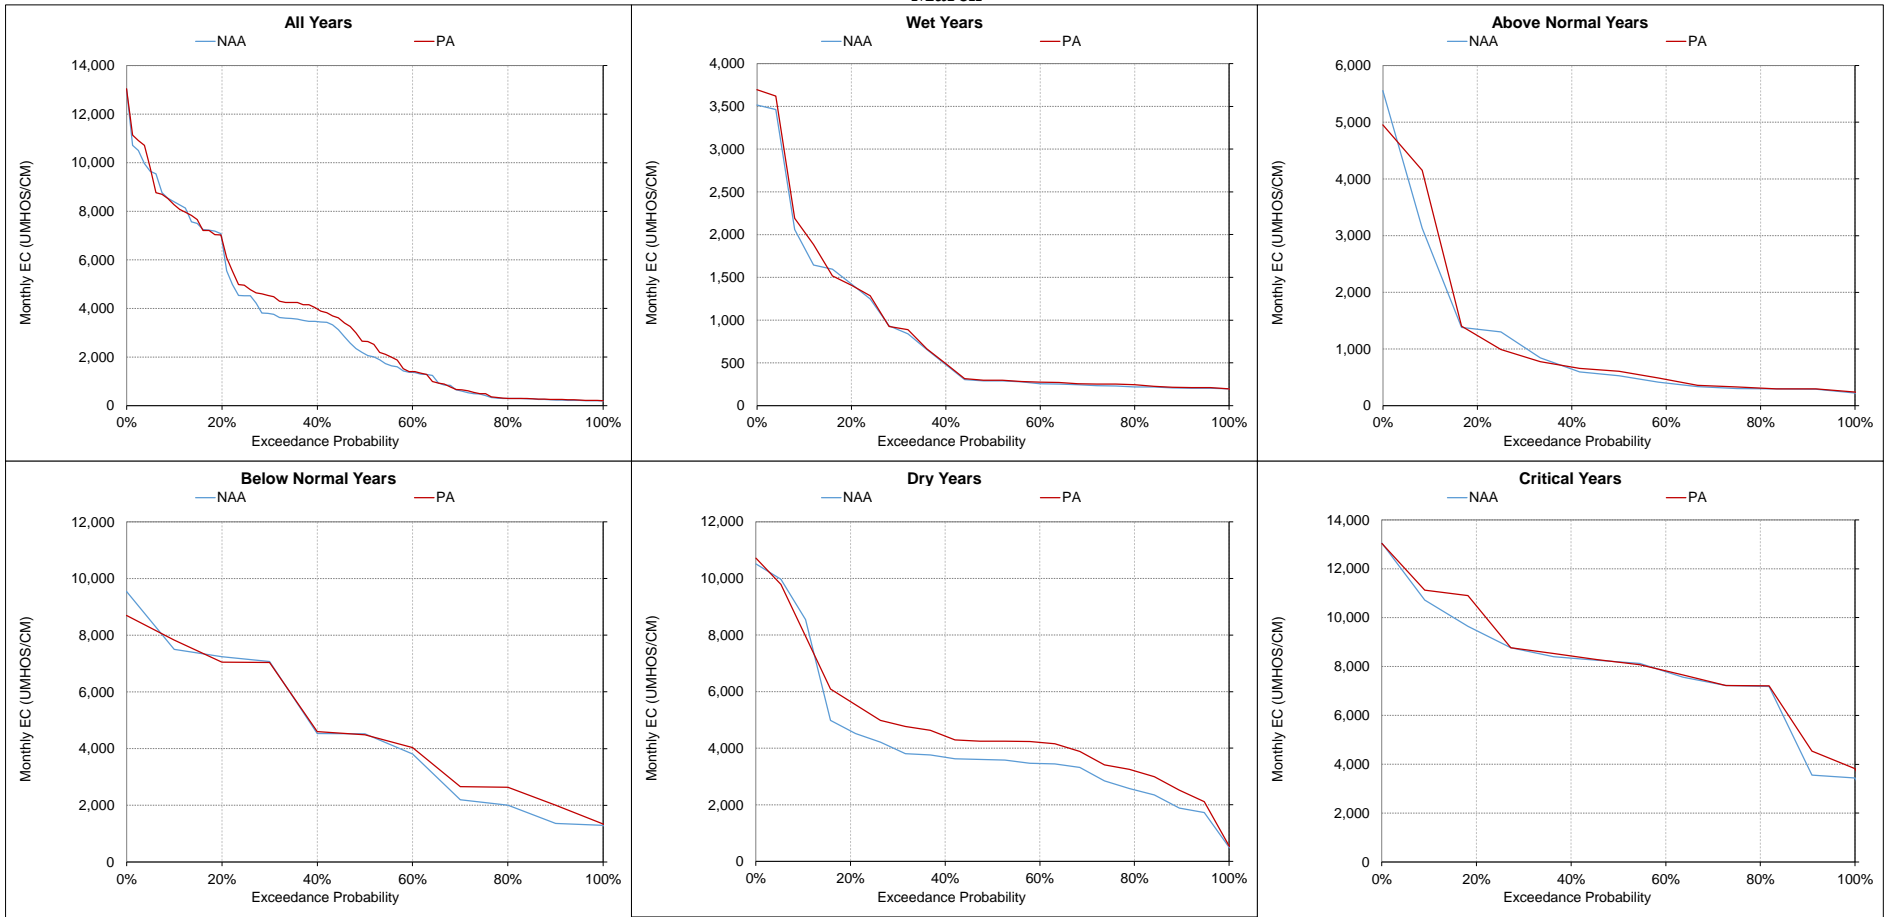 All Years
NAA PA
14,000
12,000
10,000
8,000
6,000
4,000
2,000
0
Monthly EC (UMHOS/CM)
0% 20% 40% 60% 80% 100%
Exceedance Probability
Wet Years
NAA PA
4,000
3,500
3,000
2,500
2,000
1,500
1,000
500
0
Monthly EC (UMHOS/CM)
0% 20% 40% 60% 80% 100%
Exceedance Probability
Above Normal Years
NAA PA
6,000
5,000
4,000
3,000
2,000
1,000
0
Monthly EC (UMHOS/CM)
0% 20% 40% 60% 80% 100%
Exceedance Probability
Below Normal Years
NAA PA
12,000
10,000
8,000
6,000
4,000
2,000
0
Monthly EC (UMHOS/CM)
0% 20% 40% 60% 80% 100%
Exceedance Probability
Dry Years
NAA PA
12,000
10,000
8,000
6,000
4,000
2,000
0
Monthly EC (UMHOS/CM)
0% 20% 40% 60% 80% 100%
Exceedance Probability
Critical Years
NAA PA
14,000
12,000
10,000
8,000
6,000
4,000
2,000
0
Monthly EC (UMHOS/CM)
0% 20% 40% 60% 80% 100%
Exceedance Probability